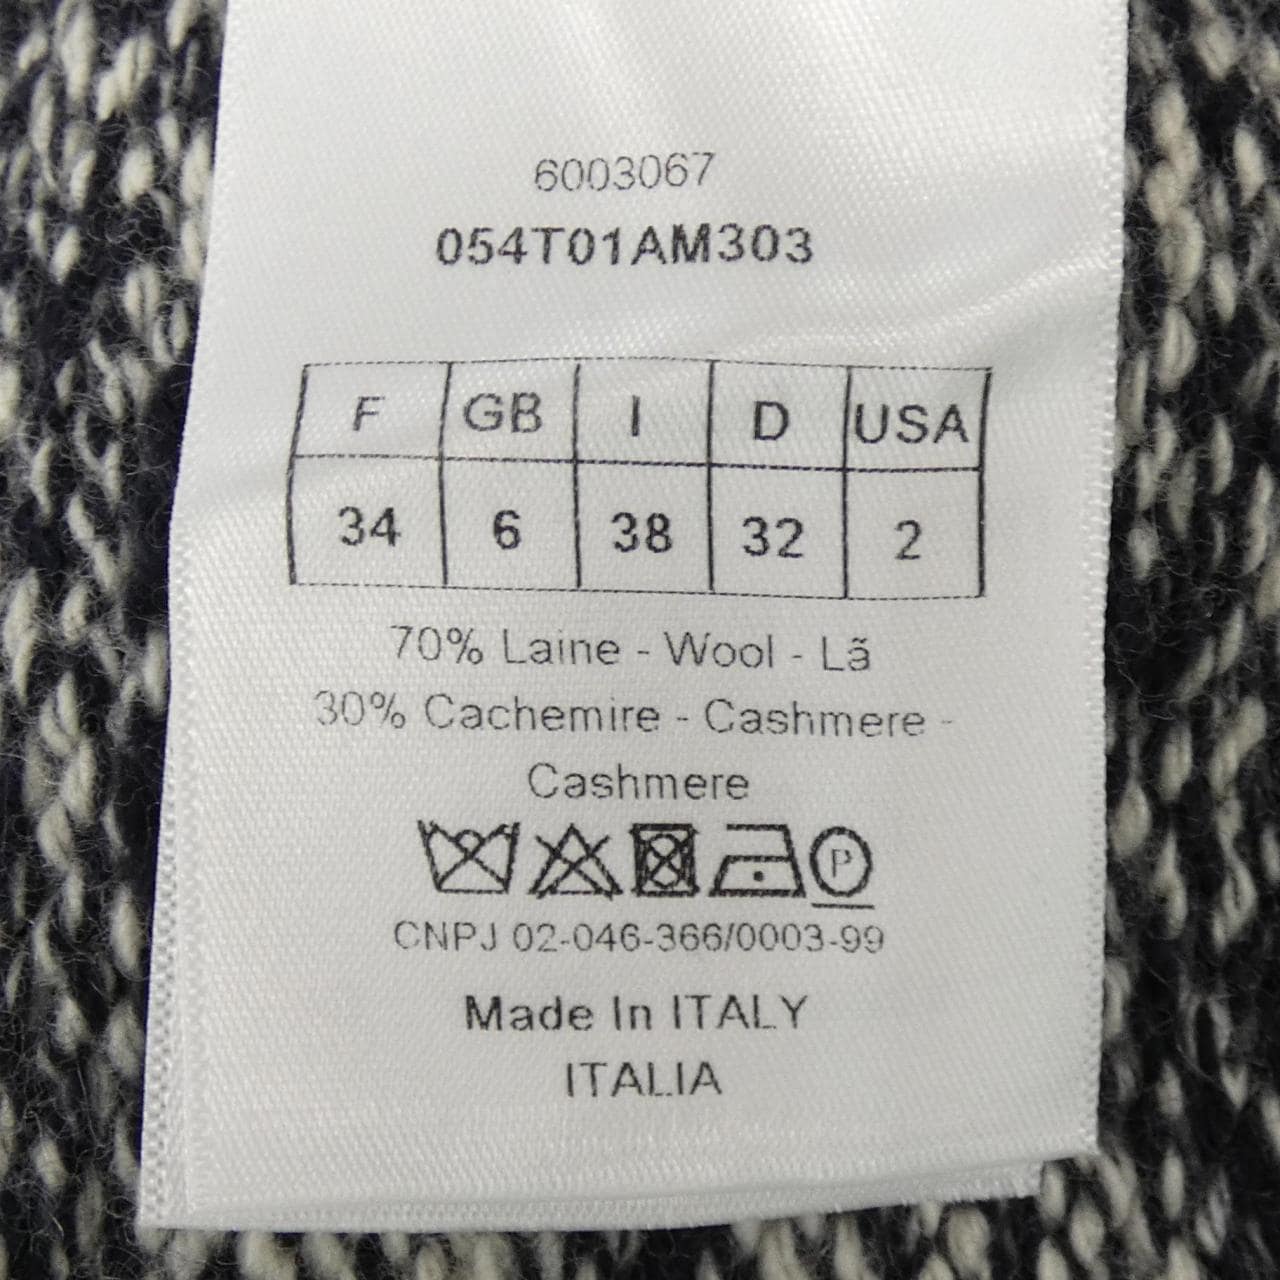 6003067
054T01AM303
F GB I D USA
34 6 38 32 2
70% Laine - Wool - Lã
30% Cachemire - Cashmere -
Cashmere
P
CNPJ 02-046-366/0003-99
Made In ITALY
ITALIA